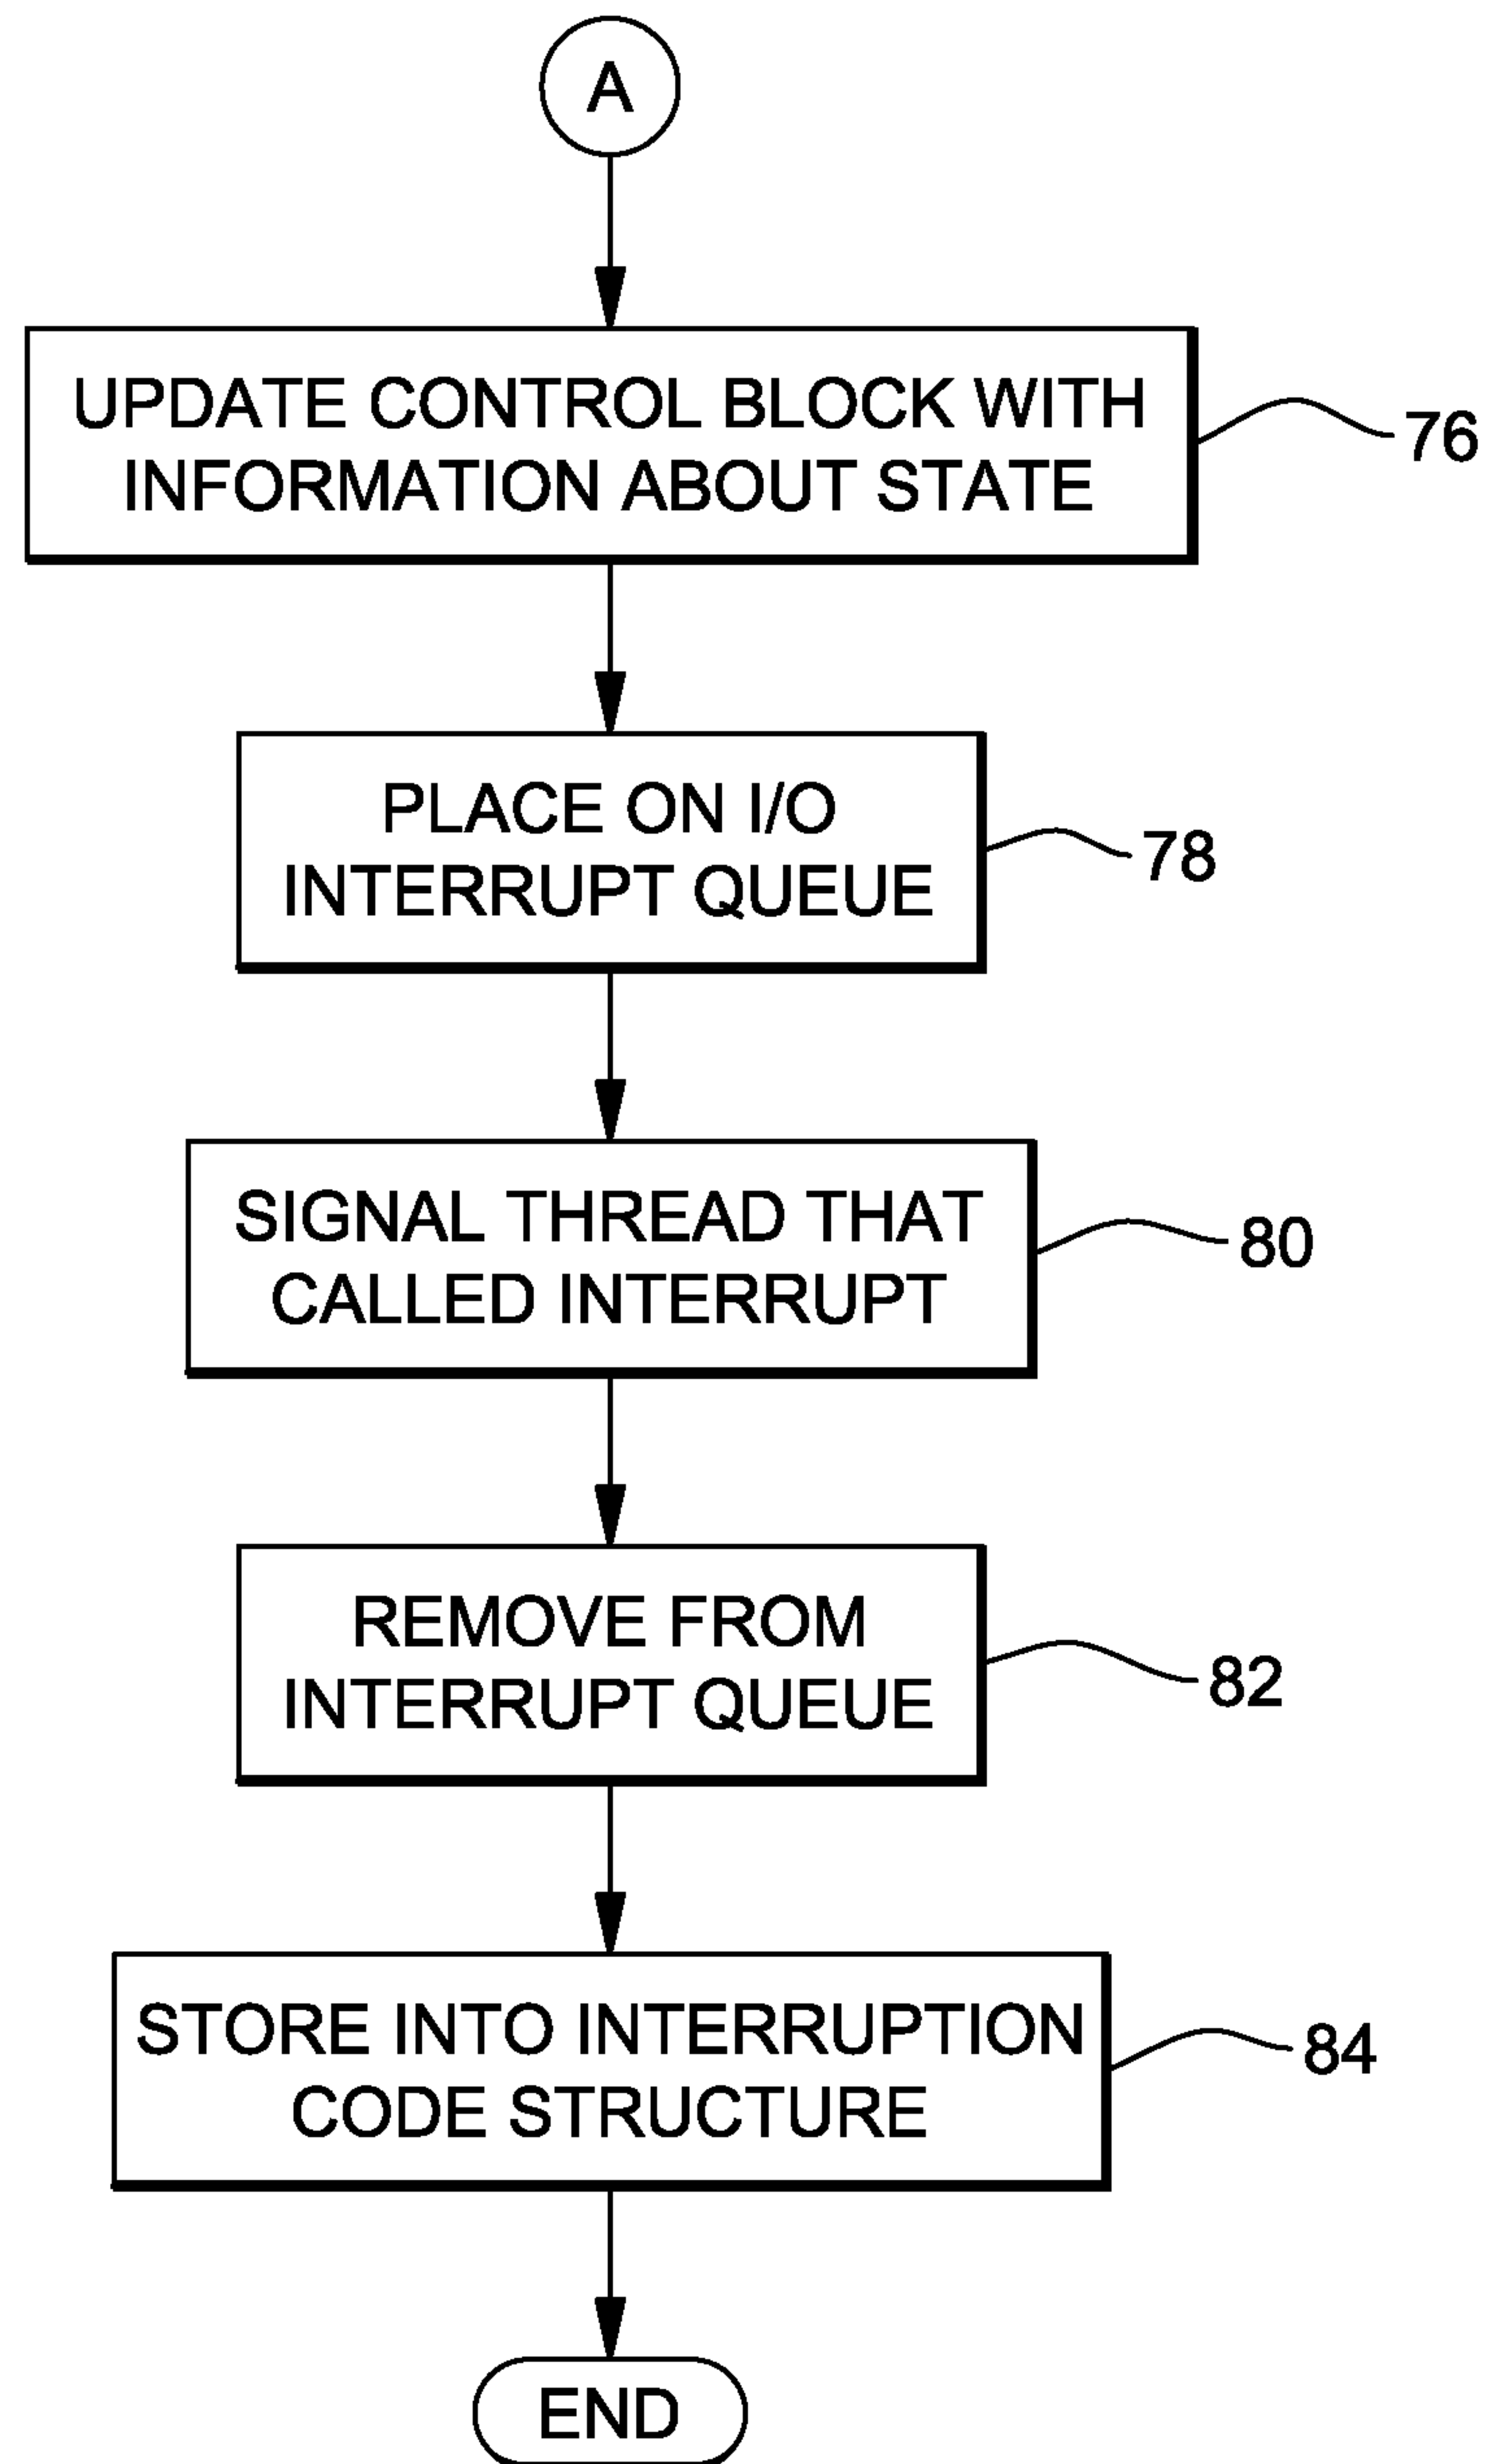 A
UPDATE CONTROL BLOCK WITH
INFORMATION ABOUT STATE
76
PLACE ON I/O
INTERRUPT QUEUE
78
SIGNAL THREAD THAT
CALLED INTERRUPT
80
REMOVE FROM
INTERRUPT QUEUE
82
STORE INTO INTERRUPTION
CODE STRUCTURE
84
END